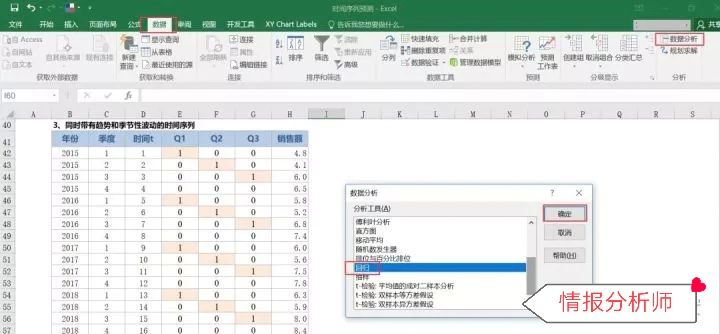 时间序列预测 - Excel
文件 开始 插入 页面布局 公式 数据 审阅 视图 开发工具 XY Chart Labels 告诉我您想要做什么... 共享
自 Access
自网站
自文本
自其他来源
现有连接
获取外部数据
新建查询
显示查询
从表格
最近使用的源
获取和转换
全部刷新
连接
属性
编辑链接
连接
排序
筛选
清除
重新应用
高级
排序和筛选
分列
快速填充
删除重复项
数据验证
合并计算
关系
管理数据模型
数据工具
模拟分析
预测工作表
预测
创建组 取消组合 分类汇总
分级显示
数据分析
规划求解
分析
I60 fx
A B C D E F G H I J K L M N O P Q R S
40 3、同时带有趋势和季节性波动的时间序列
41 年份 季度 时间t Q1 Q2 Q3 销售额
42 2015 1 1 1 0 0 4.8
43 2015 2 2 0 1 0 4.1
44 2015 3 3 0 0 1 6.0
45 2015 4 4 0 0 0 6.5
46 2016 1 5 1 0 0 5.8
47 2016 2 6 0 1 0 5.2
48 2016 3 7 0 0 1 6.8
49 2016 4 8 0 0 0 7.4
50 2017 1 9 1 0 0 6.0
51 2017 2 10 0 1 0 5.6
52 2017 3 11 0 0 1 7.5
53 2017 4 12 0 0 0 7.8
54 2018 1 13 1 0 0 6.3
55 2018 2 14 0 1 0 5.9
56 2018 3 15 0 0 1 8.0
57 2018 4 16 0 0 0 8.4
数据分析 ? ×
分析工具(A)
傅利叶分析
直方图
移动平均
随机数发生器
排位与百分比排位
回归
抽样
t-检验: 平均值的成对二样本分析
t-检验: 双样本等方差假设
t-检验: 双样本异方差假设
确定
取消
帮助(H)
情报分析师